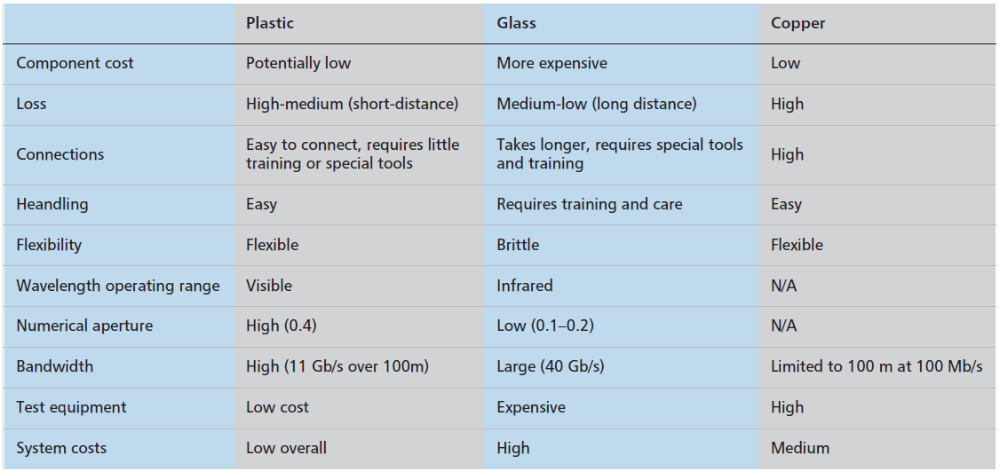 Plastic Glass Copper
Component cost Potentially low More expensive Low
Loss High-medium (short-distance) Medium-low (long distance) High
Connections Easy to connect, requires little training or special tools Takes longer, requires special tools and training High
Heandling Easy Requires training and care Easy
Flexibility Flexible Brittle Flexible
Wavelength operating range Visible Infrared N/A
Numerical aperture High (0.4) Low (0.1–0.2) N/A
Bandwidth High (11 Gb/s over 100m) Large (40 Gb/s) Limited to 100 m at 100 Mb/s
Test equipment Low cost Expensive High
System costs Low overall High Medium